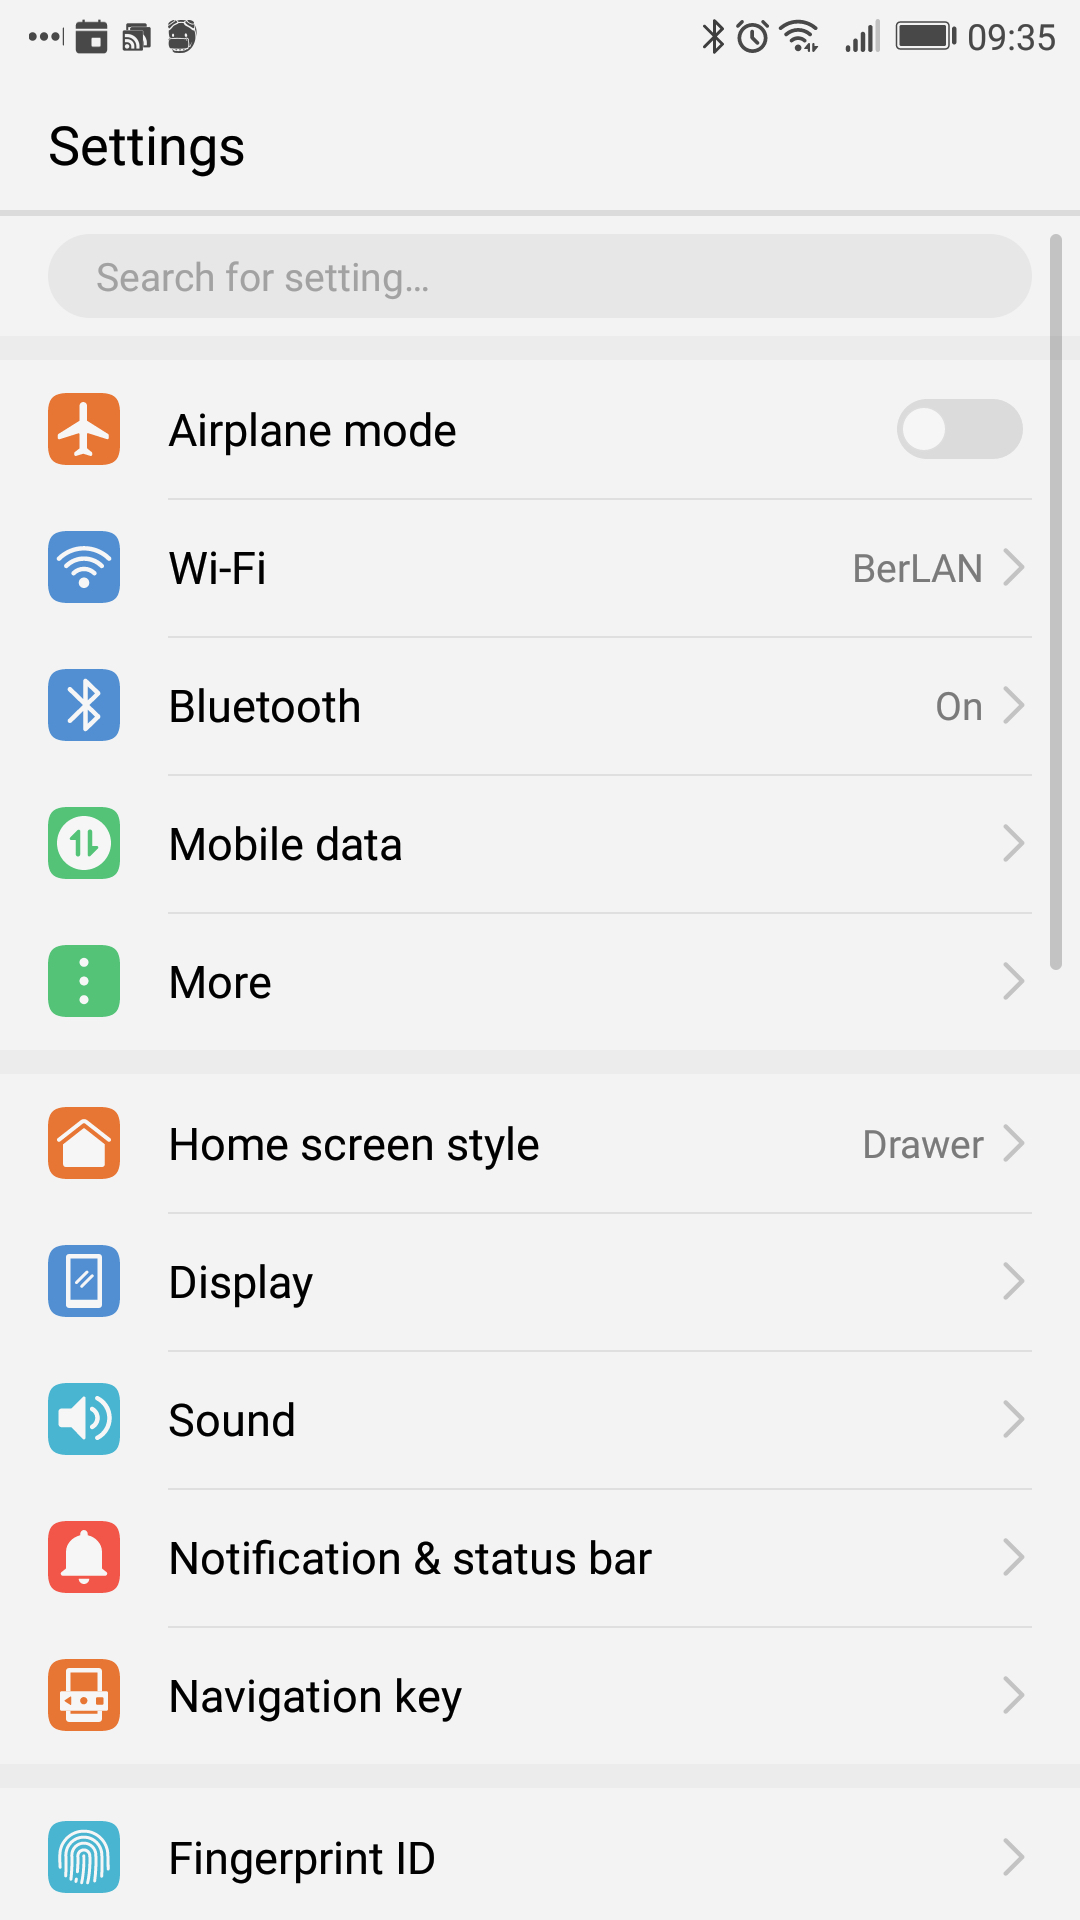 09:35
Settings
Search for setting...
Airplane mode
Wi-Fi BerLAN
Bluetooth On
Mobile data
More
Home screen style Drawer
Display
Sound
Notification & status bar
Navigation key
Fingerprint ID